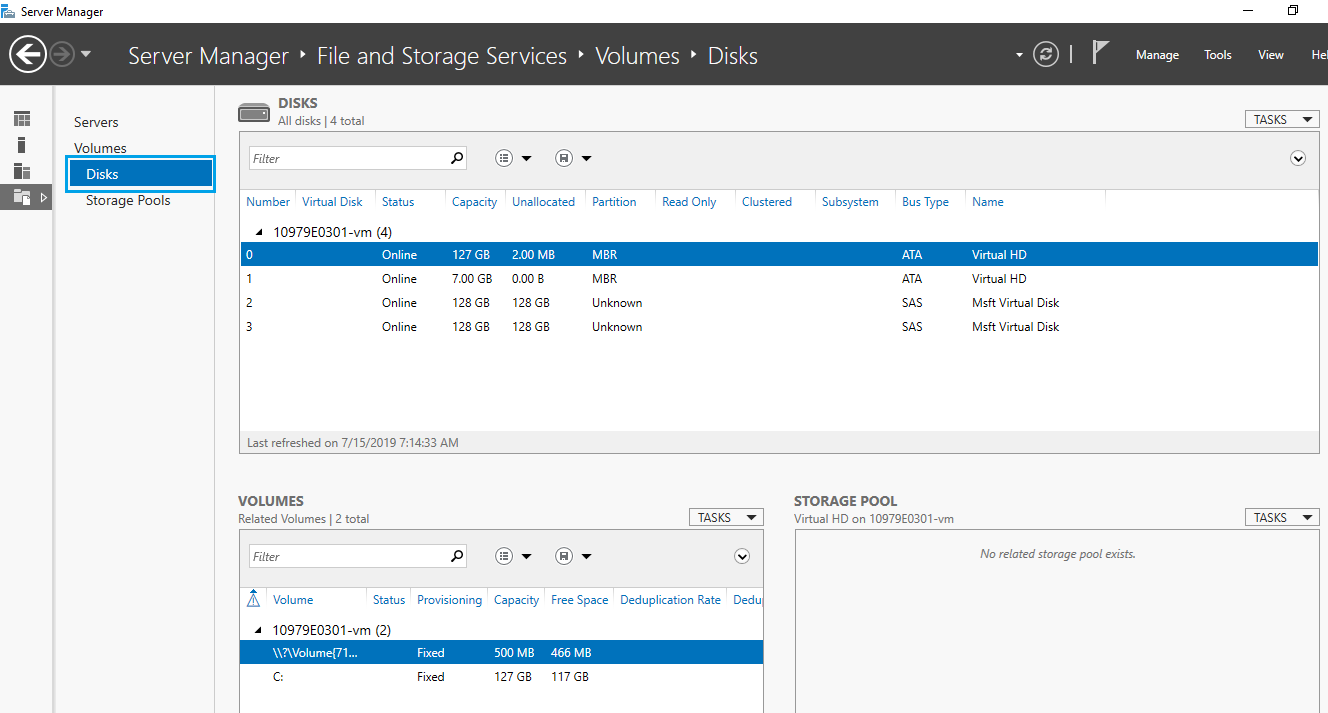 Server Manager
Server Manager ‣ File and Storage Services ‣ Volumes ‣ Disks
Manage Tools View Hel
Servers
Volumes
Disks
Storage Pools
DISKS
All disks | 4 total
TASKS
Filter
Number Virtual Disk Status Capacity Unallocated Partition Read Only Clustered Subsystem Bus Type Name
10979E0301-vm (4)
0 Online 127 GB 2.00 MB MBR ATA Virtual HD
1 Online 7.00 GB 0.00 B MBR ATA Virtual HD
2 Online 128 GB 128 GB Unknown SAS Msft Virtual Disk
3 Online 128 GB 128 GB Unknown SAS Msft Virtual Disk
Last refreshed on 7/15/2019 7:14:33 AM
VOLUMES
Related Volumes | 2 total
TASKS
Filter
Volume Status Provisioning Capacity Free Space Deduplication Rate Dedu
10979E0301-vm (2)
\\?\Volume{71... Fixed 500 MB 466 MB
C: Fixed 127 GB 117 GB
STORAGE POOL
Virtual HD on 10979E0301-vm
TASKS
No related storage pool exists.